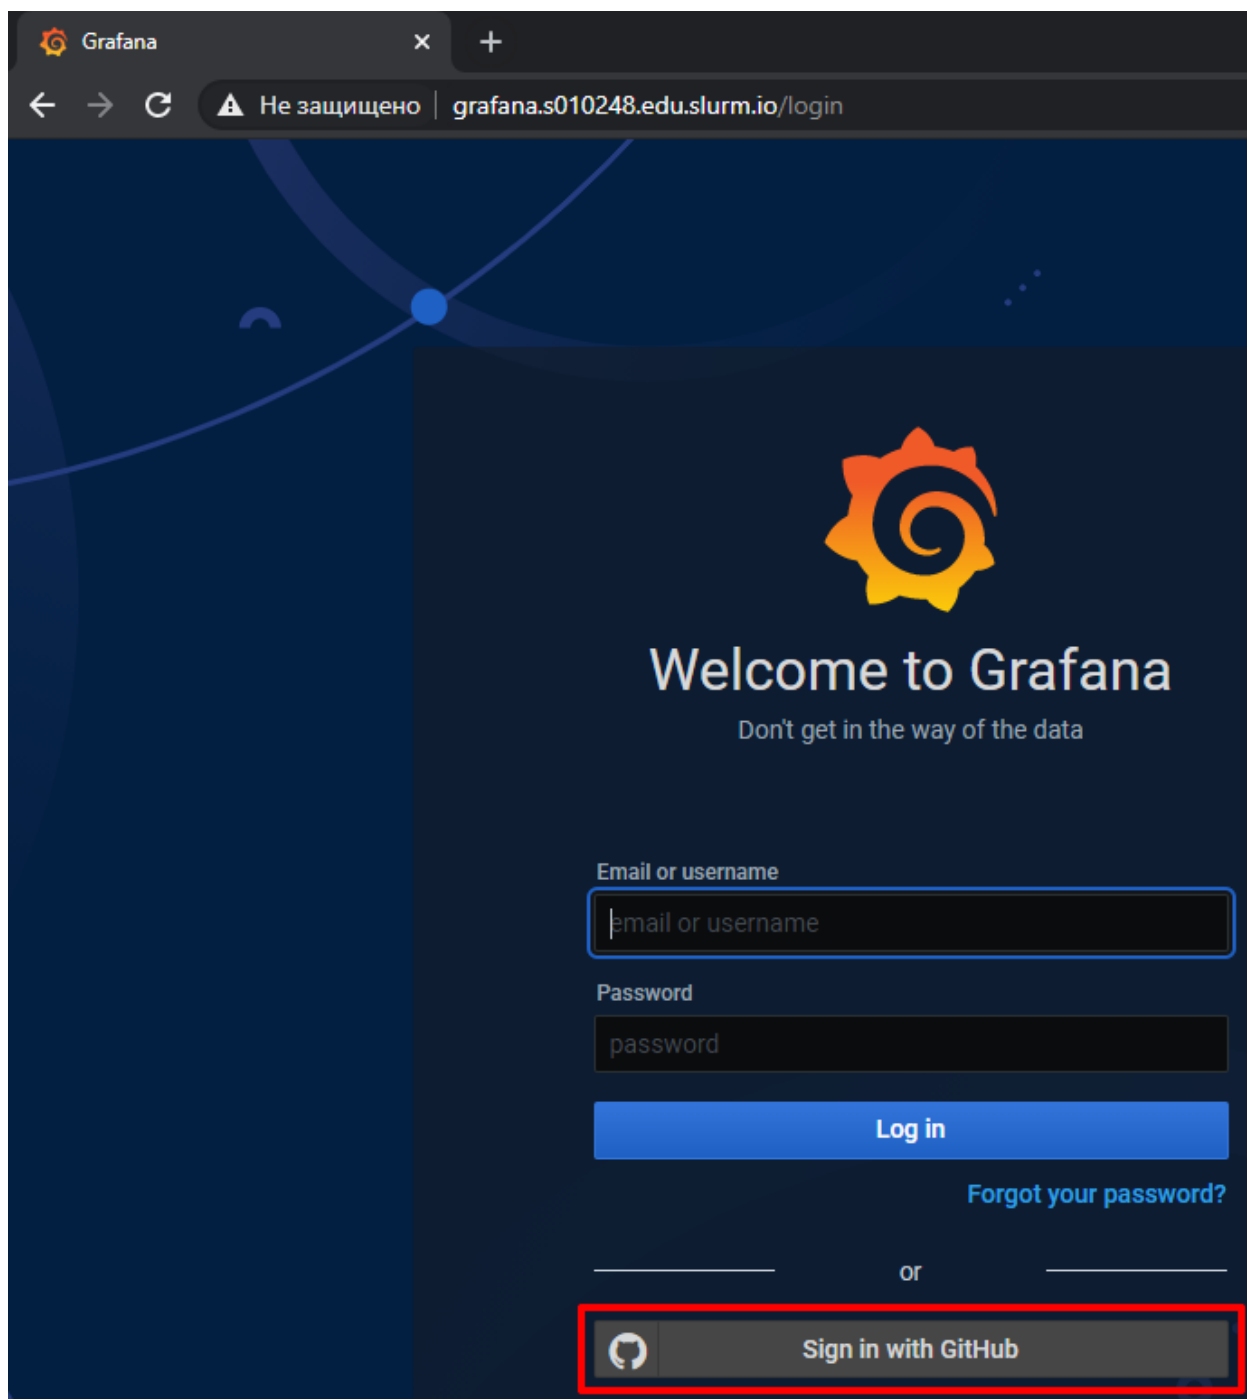 Grafana
Не защищено grafana.s010248.edu.slurm.io/login
Welcome to Grafana
Don't get in the way of the data
Email or username
email or username
Password
password
Log in
Forgot your password?
or
Sign in with GitHub